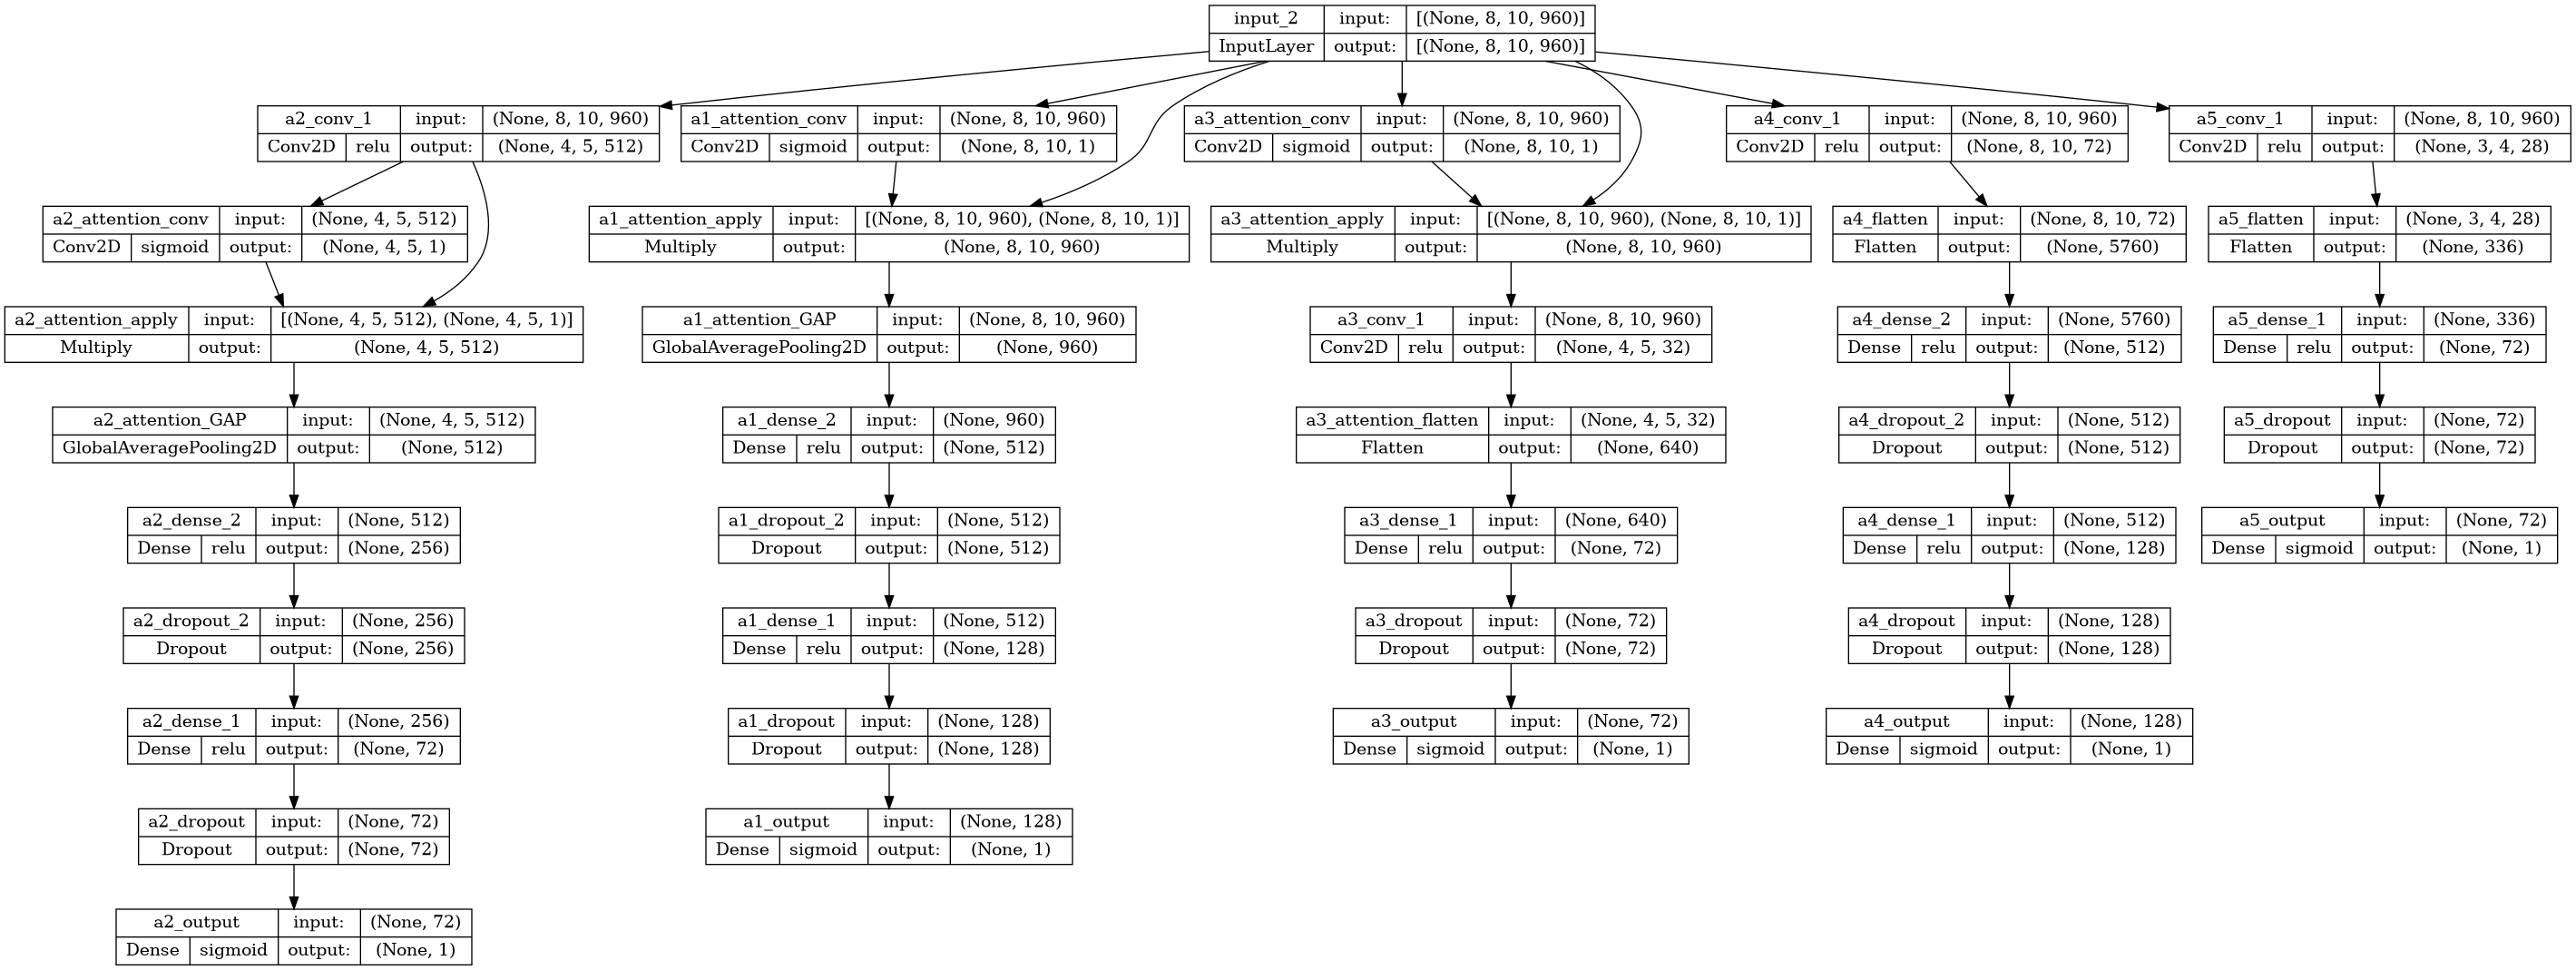 input_2 input: [(None, 8, 10, 960)]
InputLayer output: [(None, 8, 10, 960)]
a2_conv_1 input: (None, 8, 10, 960)
Conv2D relu output: (None, 4, 5, 512)
a1_attention_conv input: (None, 8, 10, 960)
Conv2D sigmoid output: (None, 8, 10, 1)
a3_attention_conv input: (None, 8, 10, 960)
Conv2D sigmoid output: (None, 8, 10, 1)
a4_conv_1 input: (None, 8, 10, 960)
Conv2D relu output: (None, 8, 10, 72)
a5_conv_1 input: (None, 8, 10, 960)
Conv2D relu output: (None, 3, 4, 28)
a2_attention_conv input: (None, 4, 5, 512)
Conv2D sigmoid output: (None, 4, 5, 1)
a1_attention_apply input: [(None, 8, 10, 960), (None, 8, 10, 1)]
Multiply output: (None, 8, 10, 960)
a3_attention_apply input: [(None, 8, 10, 960), (None, 8, 10, 1)]
Multiply output: (None, 8, 10, 960)
a4_flatten input: (None, 8, 10, 72)
Flatten output: (None, 5760)
a5_flatten input: (None, 3, 4, 28)
Flatten output: (None, 336)
a2_attention_apply input: [(None, 4, 5, 512), (None, 4, 5, 1)]
Multiply output: (None, 4, 5, 512)
a1_attention_GAP input: (None, 8, 10, 960)
GlobalAveragePooling2D output: (None, 960)
a3_conv_1 input: (None, 8, 10, 960)
Conv2D relu output: (None, 4, 5, 32)
a4_dense_2 input: (None, 5760)
Dense relu output: (None, 512)
a5_dense_1 input: (None, 336)
Dense relu output: (None, 72)
a2_attention_GAP input: (None, 4, 5, 512)
GlobalAveragePooling2D output: (None, 512)
a1_dense_2 input: (None, 960)
Dense relu output: (None, 512)
a3_attention_flatten input: (None, 4, 5, 32)
Flatten output: (None, 640)
a4_dropout_2 input: (None, 512)
Dropout output: (None, 512)
a5_dropout input: (None, 72)
Dropout output: (None, 72)
a2_dense_2 input: (None, 512)
Dense relu output: (None, 256)
a1_dropout_2 input: (None, 512)
Dropout output: (None, 512)
a3_dense_1 input: (None, 640)
Dense relu output: (None, 72)
a4_dense_1 input: (None, 512)
Dense relu output: (None, 128)
a5_output input: (None, 72)
Dense sigmoid output: (None, 1)
a2_dropout_2 input: (None, 256)
Dropout output: (None, 256)
a1_dense_1 input: (None, 512)
Dense relu output: (None, 128)
a3_dropout input: (None, 72)
Dropout output: (None, 72)
a4_dropout input: (None, 128)
Dropout output: (None, 128)
a2_dense_1 input: (None, 256)
Dense relu output: (None, 72)
a1_dropout input: (None, 128)
Dropout output: (None, 128)
a3_output input: (None, 72)
Dense sigmoid output: (None, 1)
a4_output input: (None, 128)
Dense sigmoid output: (None, 1)
a2_dropout input: (None, 72)
Dropout output: (None, 72)
a1_output input: (None, 128)
Dense sigmoid output: (None, 1)
a2_output input: (None, 72)
Dense sigmoid output: (None, 1)